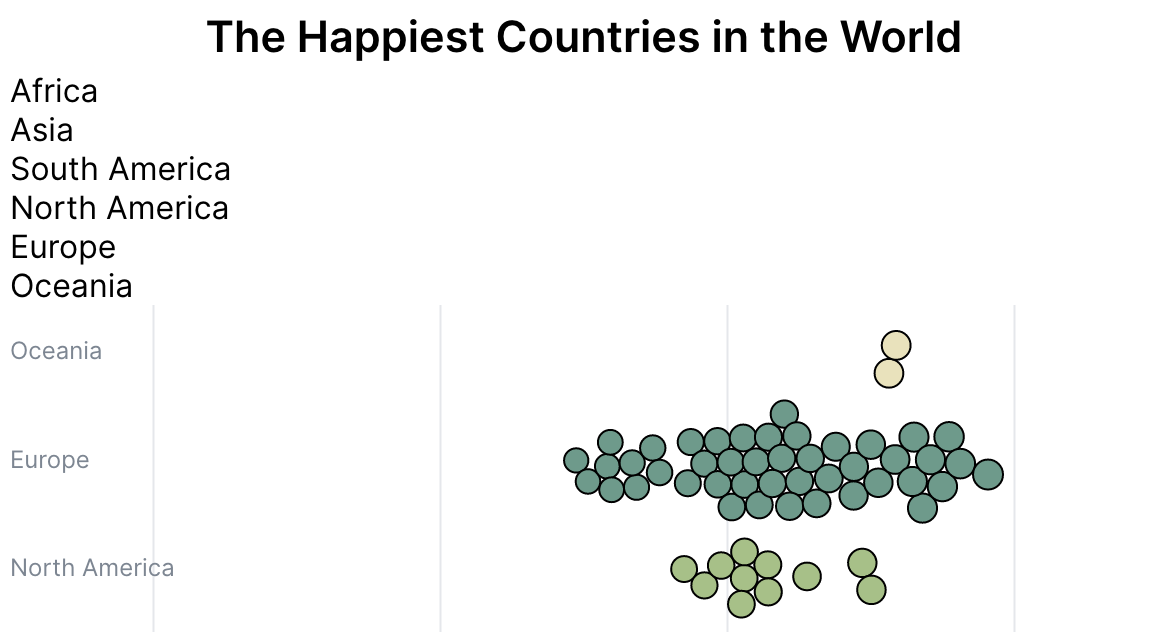 The Happiest Countries in the World
Africa
Asia
South America
North America
Europe
Oceania
Oceania
Europe
North America